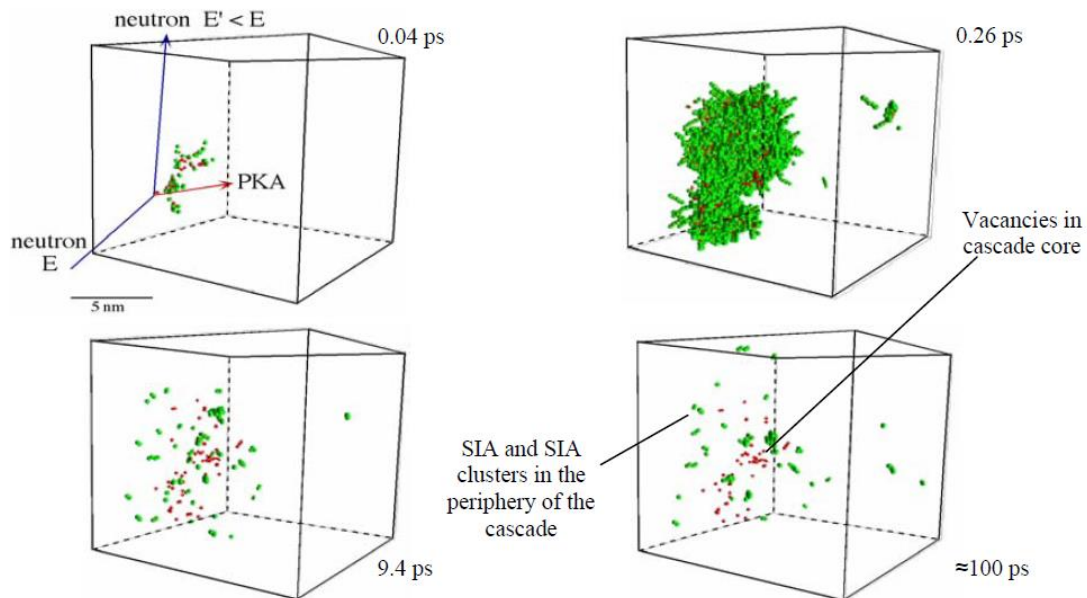 neutron E' < E
0.04 ps
PKA
neutron
E
5 nm
0.26 ps
Vacancies in
cascade core
9.4 ps
SIA and SIA
clusters in the
periphery of the
cascade
≈100 ps